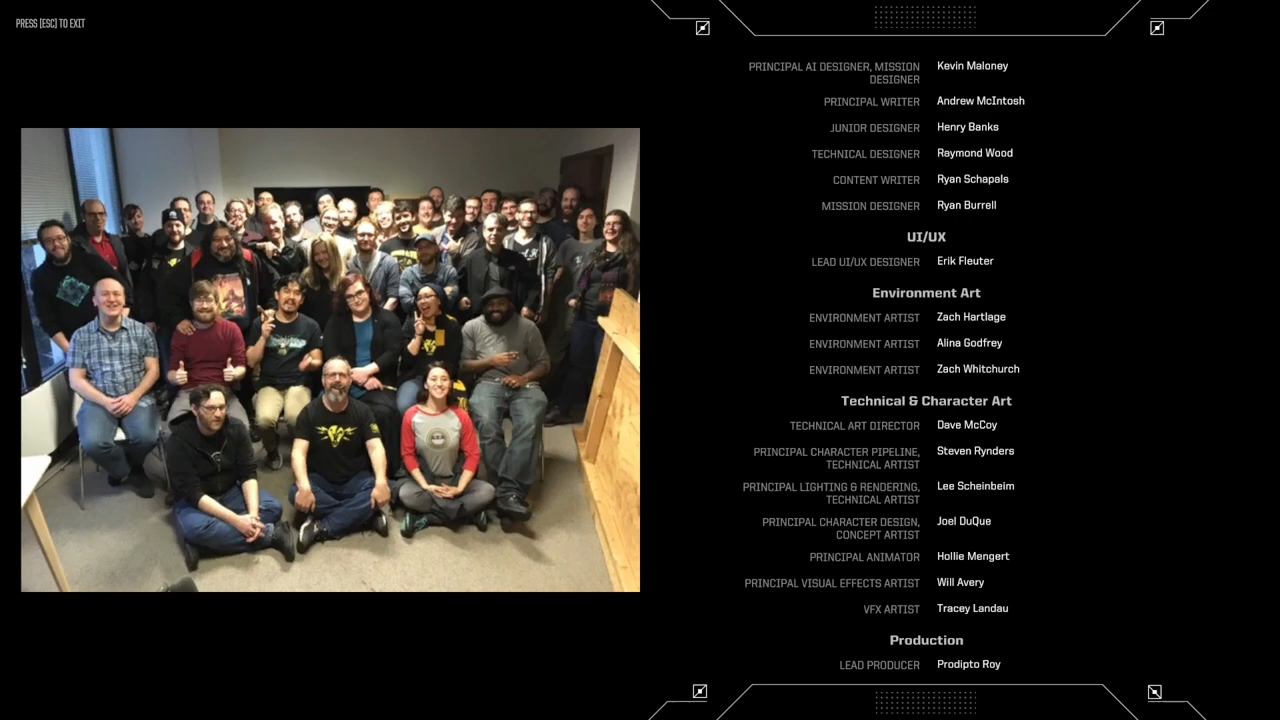 PRESS [ESC] TO EXIT
PRINCIPAL AI DESIGNER, MISSION
DESIGNER
Kevin Maloney
PRINCIPAL WRITER Andrew McIntosh
JUNIOR DESIGNER Henry Banks
TECHNICAL DESIGNER Raymond Wood
CONTENT WRITER Ryan Schapals
MISSION DESIGNER Ryan Burrell
UI/UX
LEAD UI/UX DESIGNER Erik Fleuter
Environment Art
ENVIRONMENT ARTIST Zach Hartlage
ENVIRONMENT ARTIST Alina Godfrey
ENVIRONMENT ARTIST Zach Whitchurch
Technical & Character Art
TECHNICAL ART DIRECTOR Dave McCoy
PRINCIPAL CHARACTER PIPELINE,
TECHNICAL ARTIST
Steven Rynders
PRINCIPAL LIGHTING & RENDERING,
TECHNICAL ARTIST
Lee Scheinbeim
PRINCIPAL CHARACTER DESIGN,
CONCEPT ARTIST
Joel DuQue
PRINCIPAL ANIMATOR Hollie Mengert
PRINCIPAL VISUAL EFFECTS ARTIST Will Avery
VFX ARTIST Tracey Landau
Production
LEAD PRODUCER Prodipto Roy